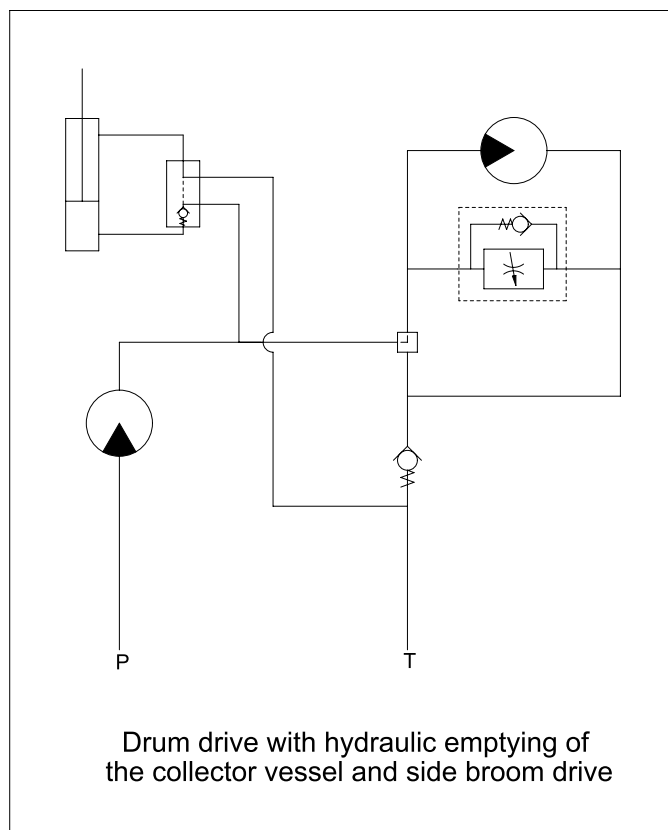 P
T
Drum drive with hydraulic emptying of
the collector vessel and side broom drive